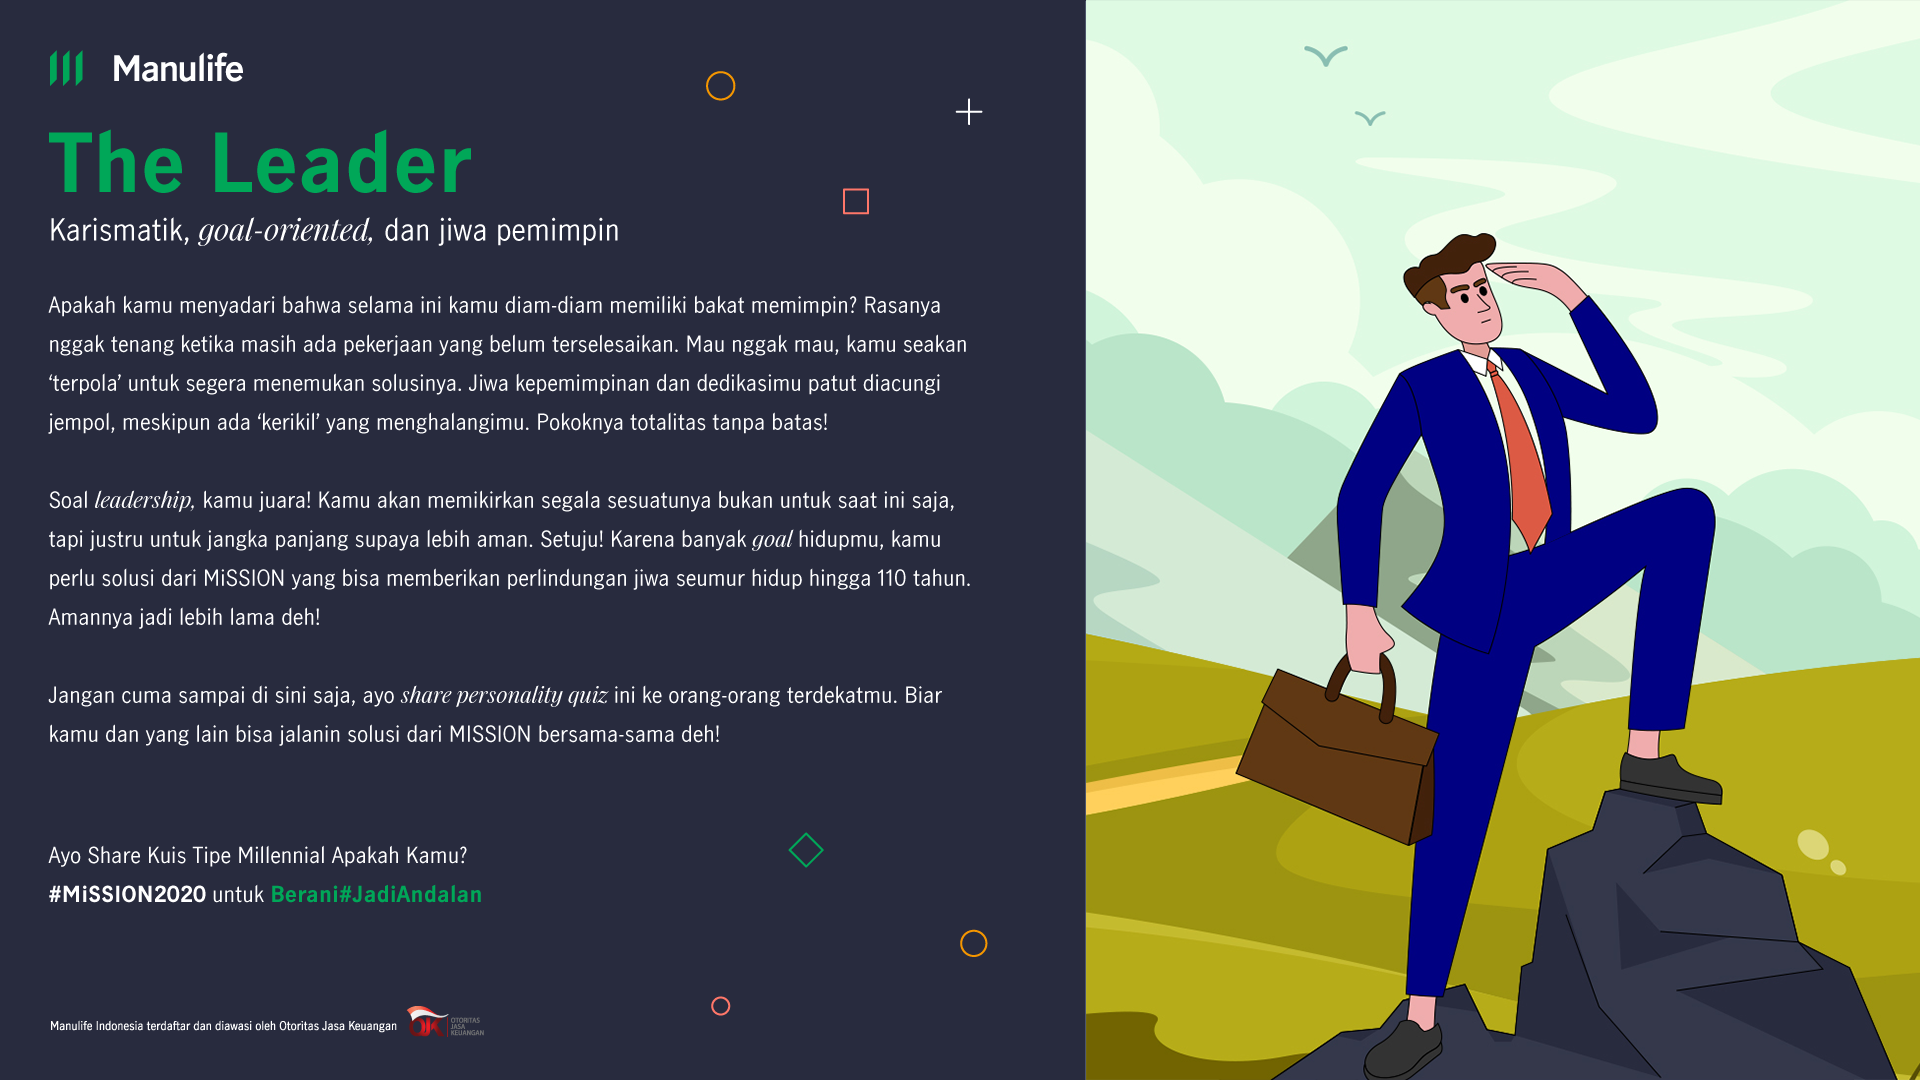 Manulife
The Leader
Karismatik, goal-oriented, dan jiwa pemimpin
Apakah kamu menyadari bahwa selama ini kamu diam-diam memiliki bakat memimpin? Rasanya
nggak tenang ketika masih ada pekerjaan yang belum terselesaikan. Mau nggak mau, kamu seakan
‘terpola’ untuk segera menemukan solusinya. Jiwa kepemimpinan dan dedikasimu patut diacungi
jempol, meskipun ada ‘kerikil’ yang menghalangimu. Pokoknya totalitas tanpa batas!
Soal leadership, kamu juara! Kamu akan memikirkan segala sesuatunya bukan untuk saat ini saja,
tapi justru untuk jangka panjang supaya lebih aman. Setuju! Karena banyak goal hidupmu, kamu
perlu solusi dari MiSSION yang bisa memberikan perlindungan jiwa seumur hidup hingga 110 tahun.
Amannya jadi lebih lama deh!
Jangan cuma sampai di sini saja, ayo share personality quiz ini ke orang-orang terdekatmu. Biar
kamu dan yang lain bisa jalanin solusi dari MISSION bersama-sama deh!
Ayo Share Kuis Tipe Millennial Apakah Kamu?
#MiSSION2020 untuk Berani#JadiAndalan
Manulife Indonesia terdaftar dan diawasi oleh Otoritas Jasa Keuangan
OJK
OTORITAS
JASA
KEUANGAN